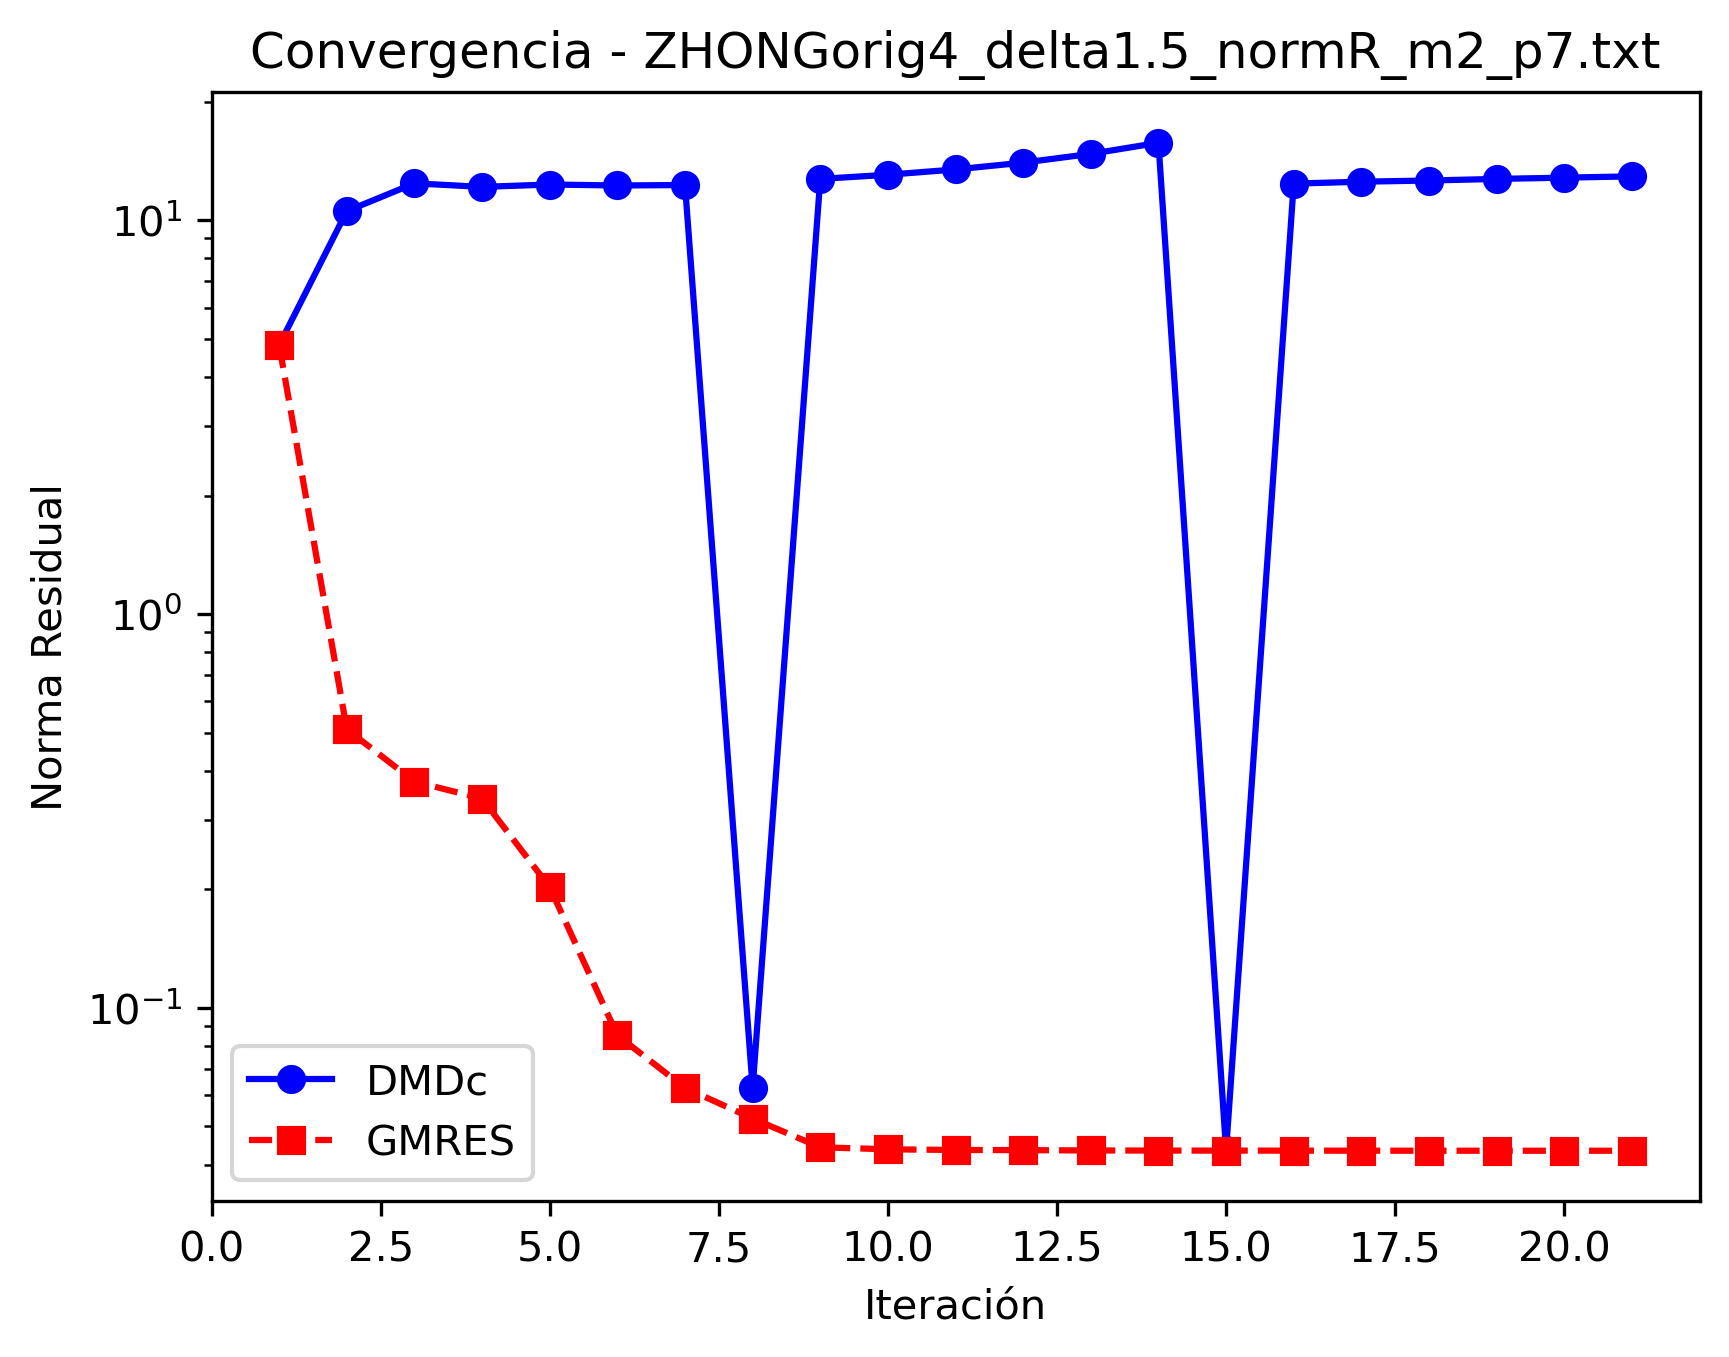 Convergencia - ZHONGorig4_delta1.5_normR_m2_p7.txt
Norma Residual
10¹
10⁰
10⁻¹
DMDc
GMRES
0.0 2.5 5.0 7.5 10.0 12.5 15.0 17.5 20.0
Iteración